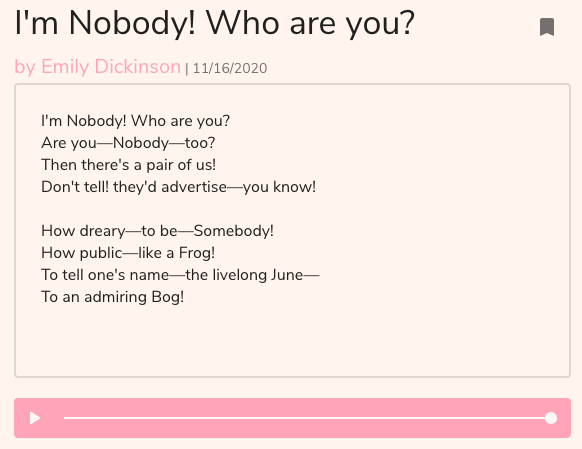 I'm Nobody! Who are you?
by Emily Dickinson | 11/16/2020
I'm Nobody! Who are you?
Are you—Nobody—too?
Then there's a pair of us!
Don't tell! they'd advertise—you know!
How dreary—to be—Somebody!
How public—like a Frog!
To tell one's name—the livelong June—
To an admiring Bog!